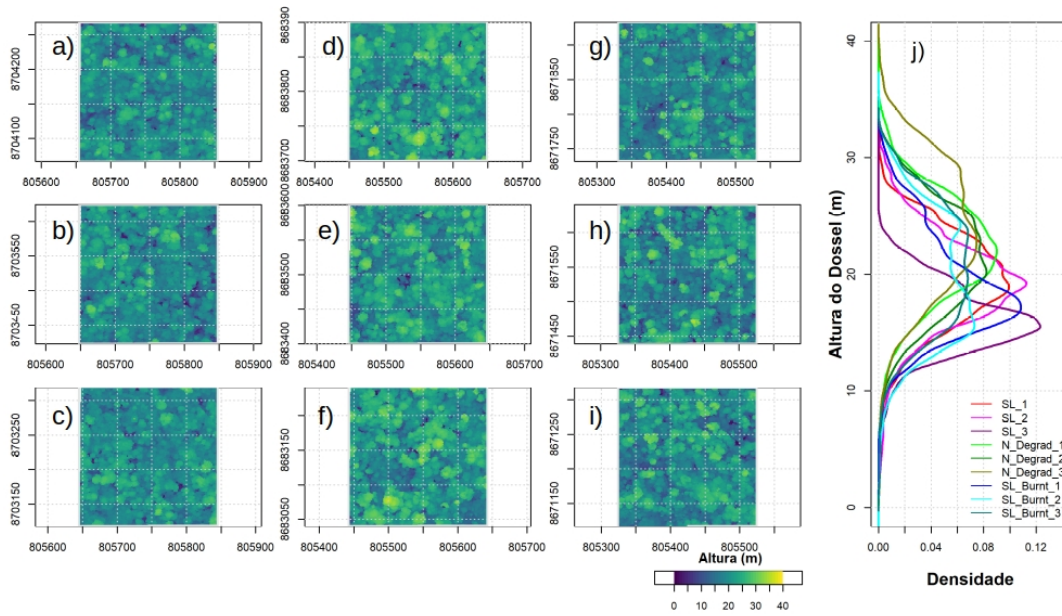 a)
8704200
8704100
805600 805700 805800 805900
d)
868390
8683800
8683700
805400 805500 805600 805700
g)
8671850
8671750
805300 805400 805500
b)
8703550
8703450
805600 805700 805800 805900
e)
8683600
8683500
8683400
805400 805500 805600 805700
h)
8671550
8671450
805300 805400 805500
c)
8703250
8703150
805600 805700 805800 805900
f)
8683150
8683050
805400 805500 805600 805700
i)
8671250
8671150
805300 805400 805500
Altura (m)
0 10 20 30 40
j)
Altura do Dossel (m)
40
30
20
10
0
SL_1
SL_2
SL_3
N_Degrad_1
N_Degrad_2
N_Degrad_3
SL_Burnt_1
SL_Burnt_2
SL_Burnt_3
0.00 0.04 0.08 0.12
Densidade